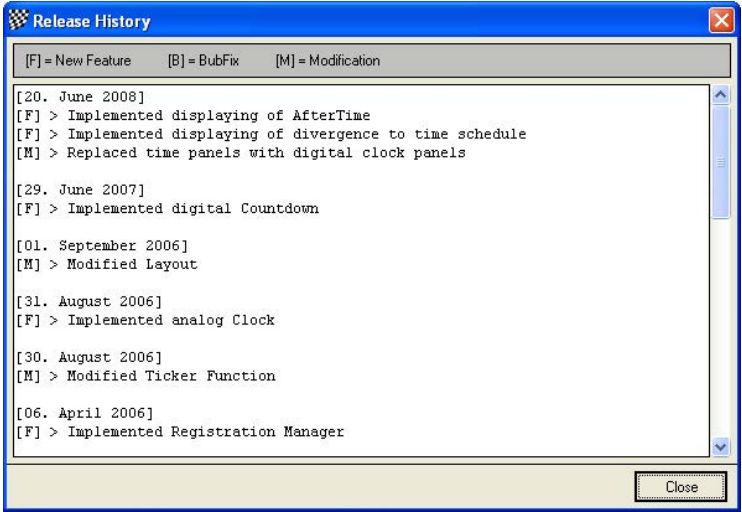 Release History
[F] = New Feature [B] = BubFix [M] = Modification
[20. June 2008]
[F] > Implemented displaying of AfterTime
[F] > Implemented displaying of divergence to time schedule
[M] > Replaced time panels with digital clock panels
[29. June 2007]
[F] > Implemented digital Countdown
[01. September 2006]
[M] > Modified Layout
[31. August 2006]
[F] > Implemented analog Clock
[30. August 2006]
[M] > Modified Ticker Function
[06. April 2006]
[F] > Implemented Registration Manager
Close